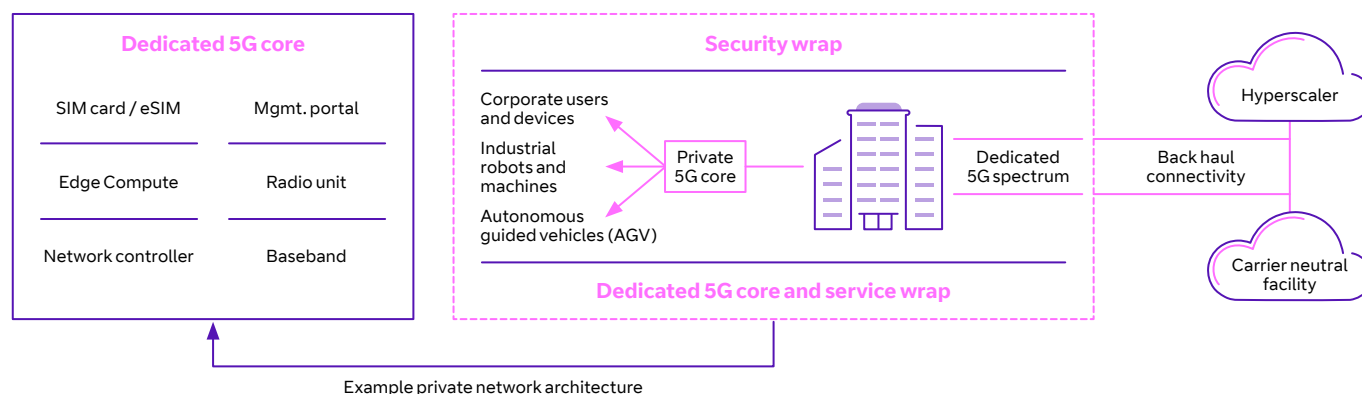 Dedicated 5G core
SIM card / eSIM
Mgmt. portal
Edge Compute
Radio unit
Network controller
Baseband
Security wrap
Corporate users
and devices
Industrial
robots and
machines
Autonomous
guided vehicles (AGV)
Private
5G core
Dedicated
5G spectrum
Dedicated 5G core and service wrap
Back haul
connectivity
Hyperscaler
Carrier neutral
facility
Example private network architecture